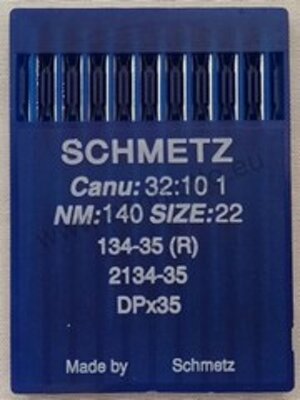 SCHMETZ
Canu: 32:10 1
NM:140 SIZE:22
134-35 (R)
2134-35
DPx35
Made by Schmetz